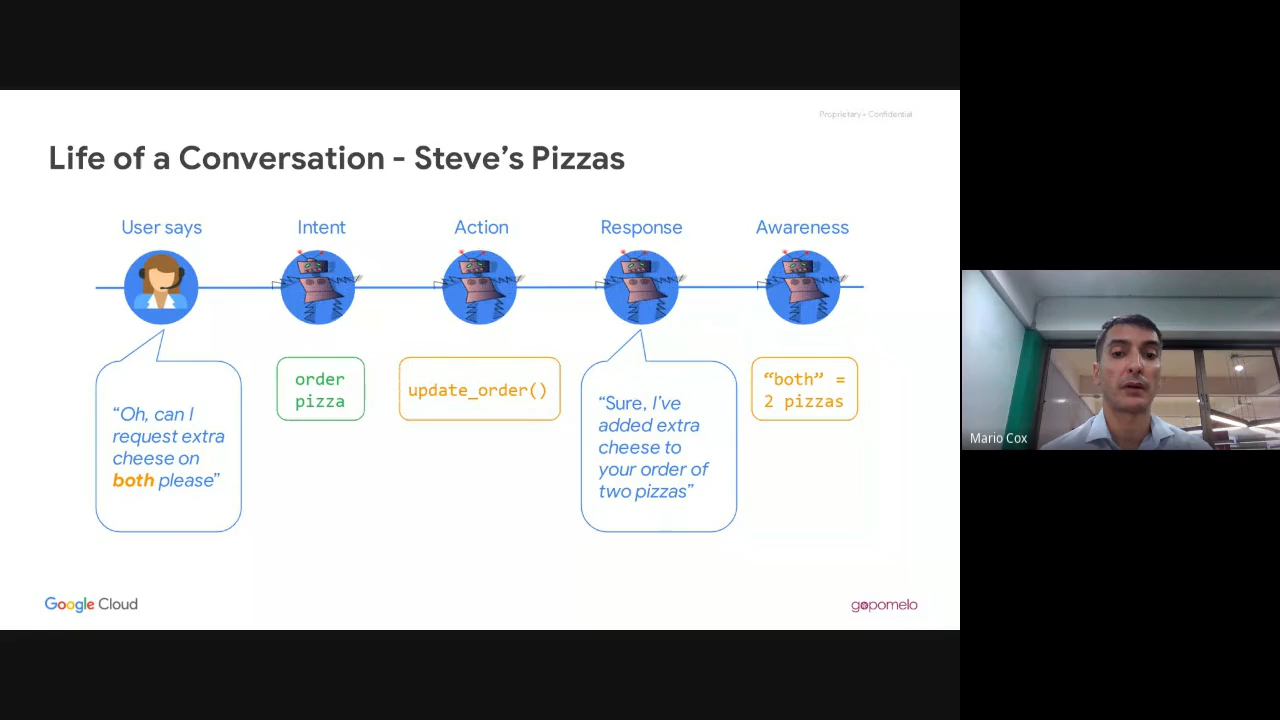 Proprietary + Confidential
Life of a Conversation - Steve's Pizzas
User says
Intent
Action
Response
Awareness
“Oh, can I
request extra
cheese on
both please”
order
pizza
update_order()
“Sure, I’ve
added extra
cheese to
your order of
two pizzas”
“both” =
2 pizzas
Mario Cox
Google Cloud
gopomelo